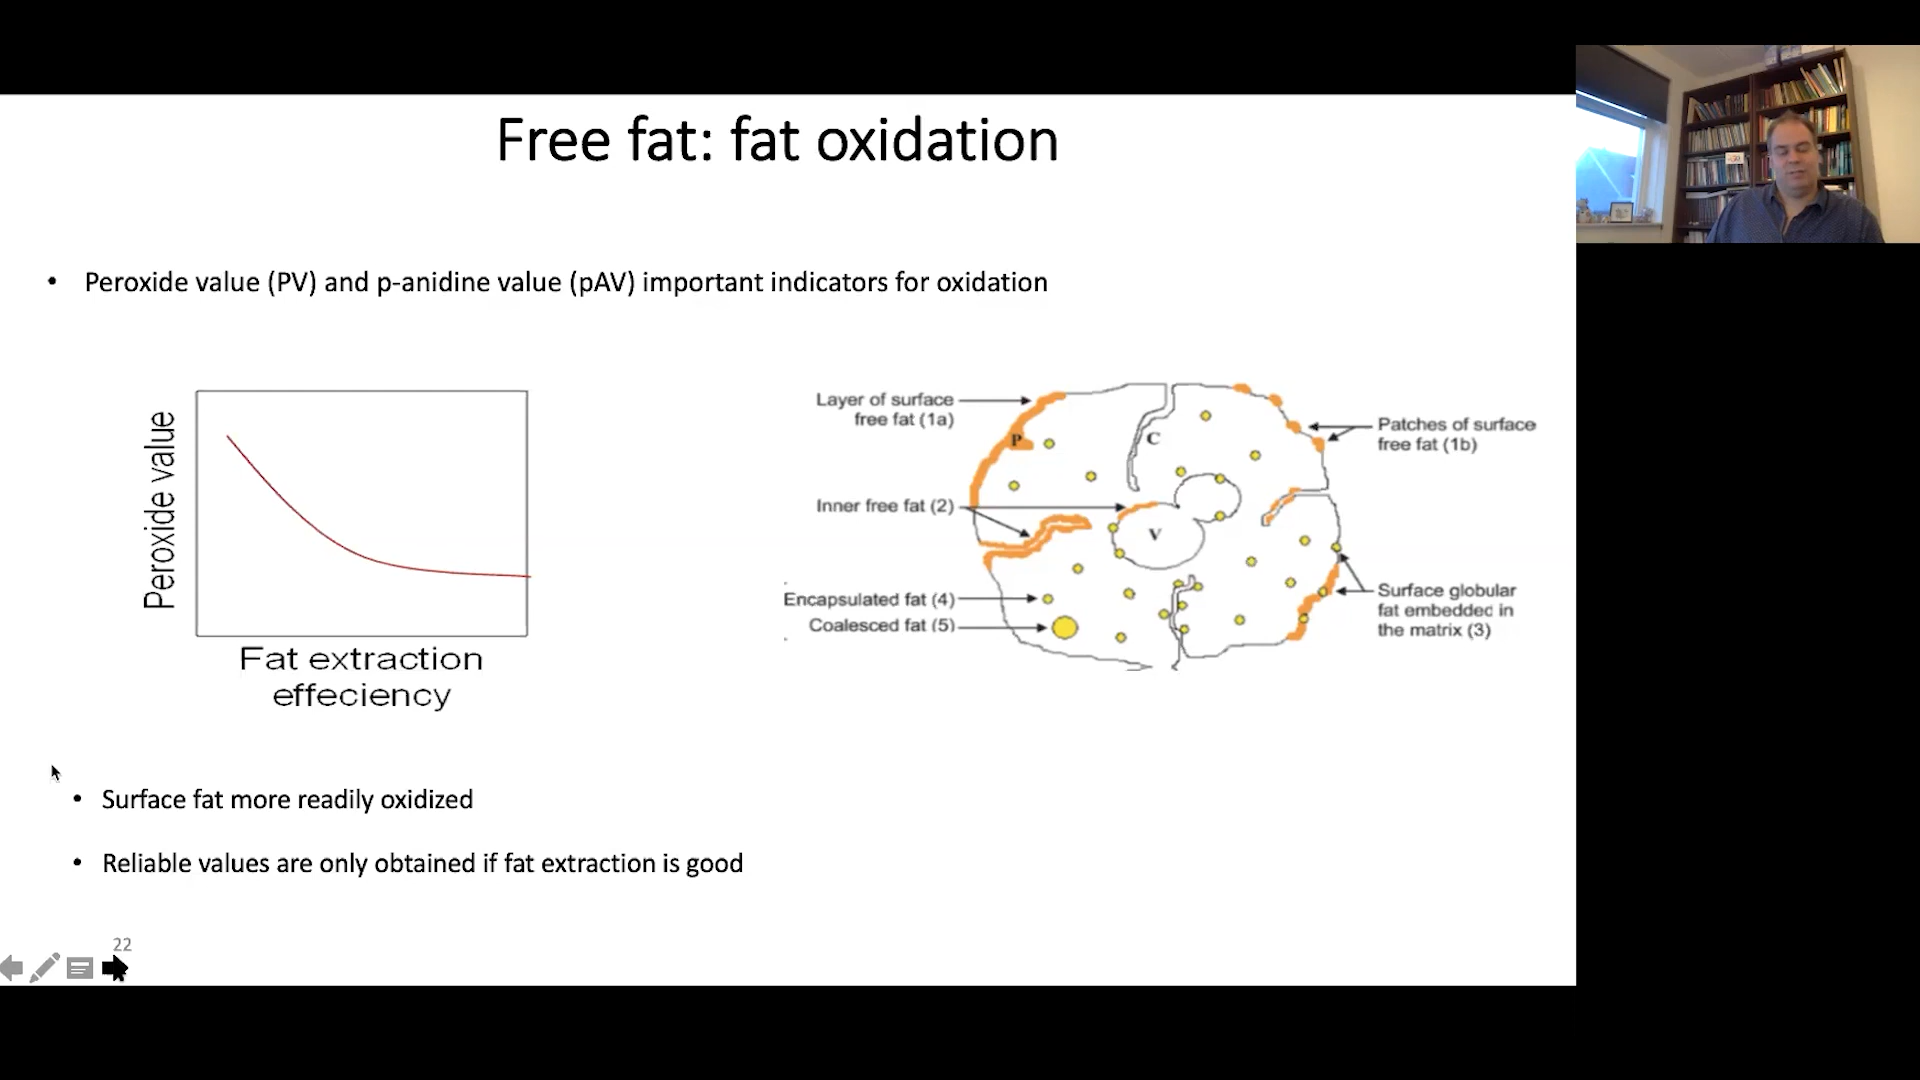 Free fat: fat oxidation
• Peroxide value (PV) and p-anidine value (pAV) important indicators for oxidation
Peroxide value
Fat extraction
effeciency
Layer of surface
free fat (1a)
P
C
Patches of surface
free fat (1b)
Inner free fat (2)
V
Encapsulated fat (4)
Coalesced fat (5)
Surface globular
fat embedded in
the matrix (3)
• Surface fat more readily oxidized
• Reliable values are only obtained if fat extraction is good
22